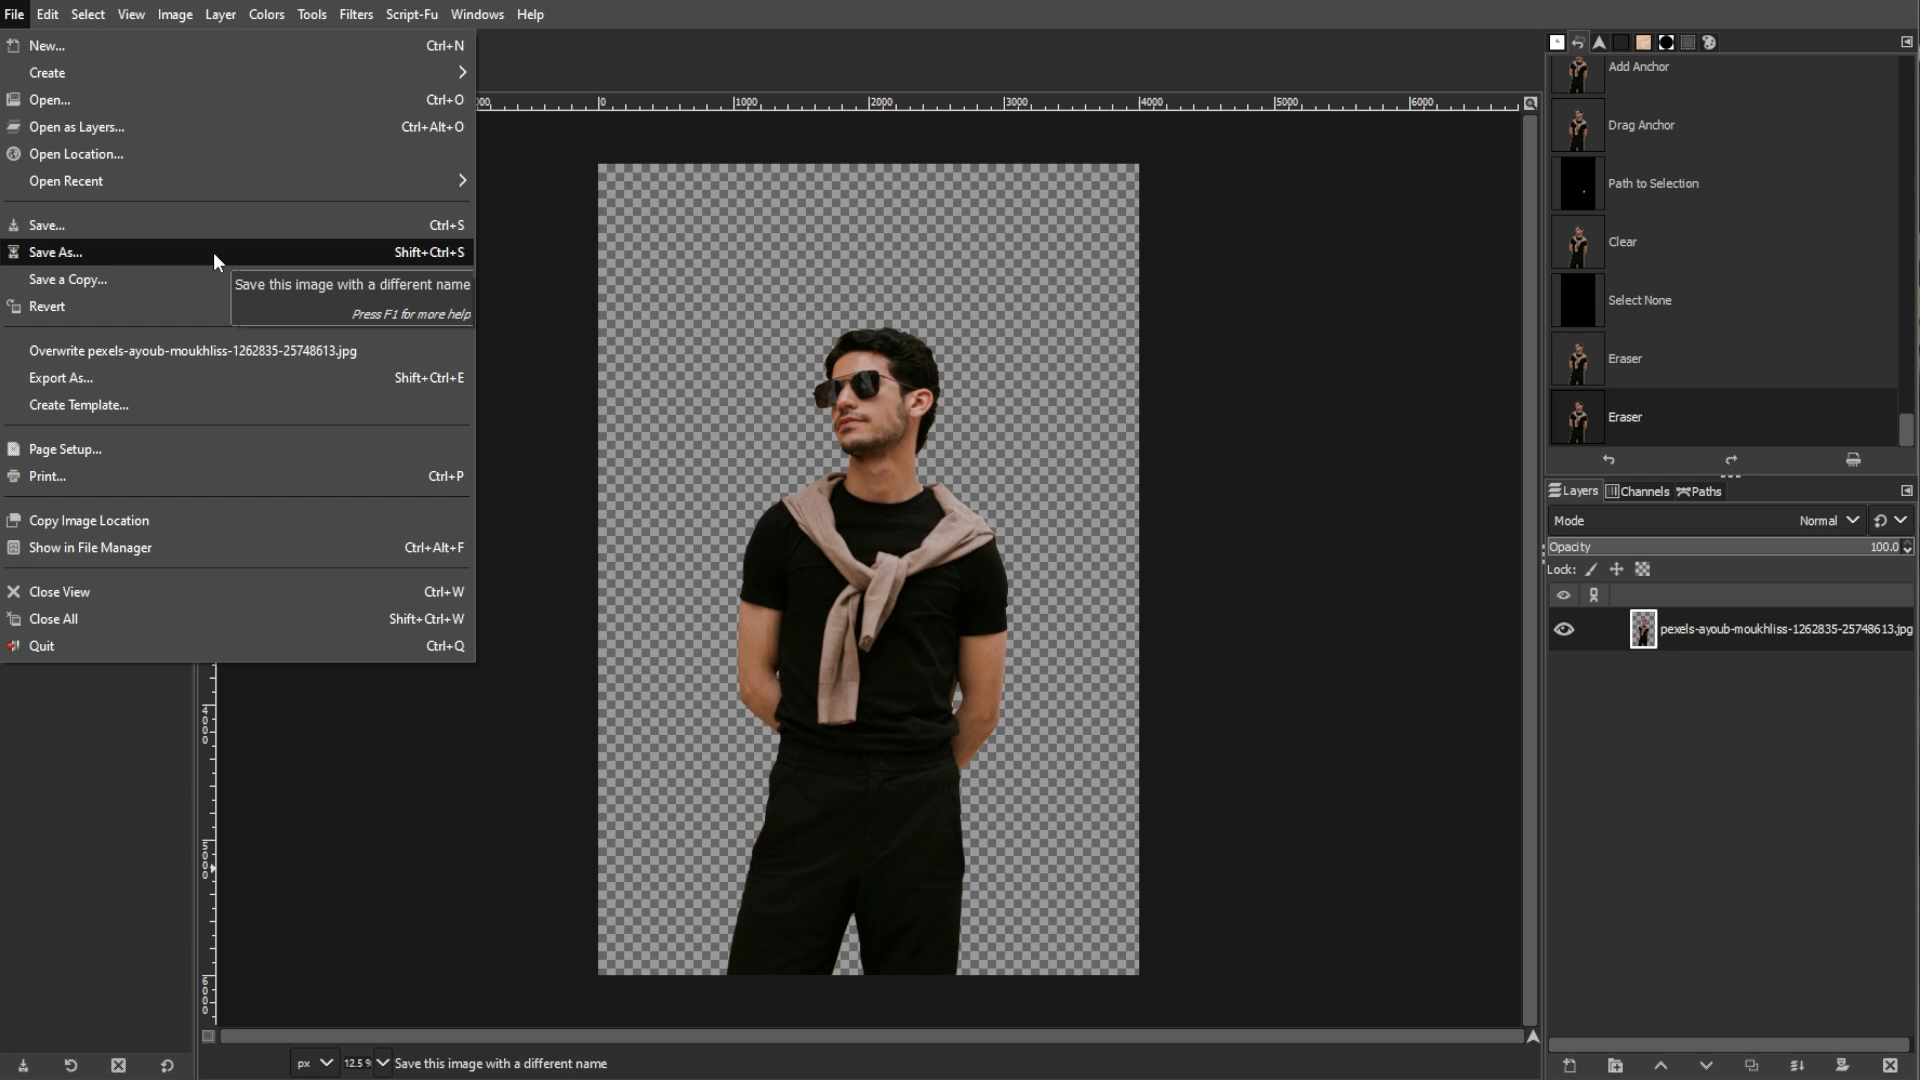 File Edit Select View Image Layer Colors Tools Filters Script-Fu Windows Help
New... Ctrl+N
Create
Open... Ctrl+O
Open as Layers... Ctrl+Alt+O
Open Location...
Open Recent
Save... Ctrl+S
Save As... Shift+Ctrl+S
Save a Copy...
Save this image with a different name
Revert
Press F1 for more help
Overwrite pexels-ayoub-moukhliss-1262835-25748613.jpg
Export As... Shift+Ctrl+E
Create Template...
Page Setup...
Print... Ctrl+P
Copy Image Location
Show in File Manager Ctrl+Alt+F
Close View Ctrl+W
Close All Shift+Ctrl+W
Quit Ctrl+Q
0 1000 2000 3000 4000 5000 6000
4000
5000
6000
px 12.5 Save this image with a different name
Add Anchor
Drag Anchor
Path to Selection
Clear
Select None
Eraser
Eraser
Layers Channels Paths
Mode Normal
Opacity 100.0
Lock:
pexels-ayoub-moukhliss-1262835-25748613.jpg